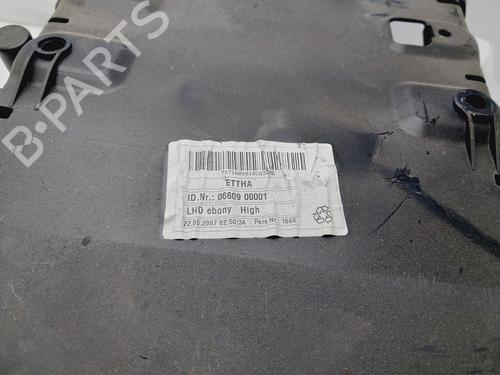 B-PARTS
ETTHA
ID.Nr.: 06609 00001
LHD ebony High
22.05.2007 02:50:34 Pers.Nr.: 1666